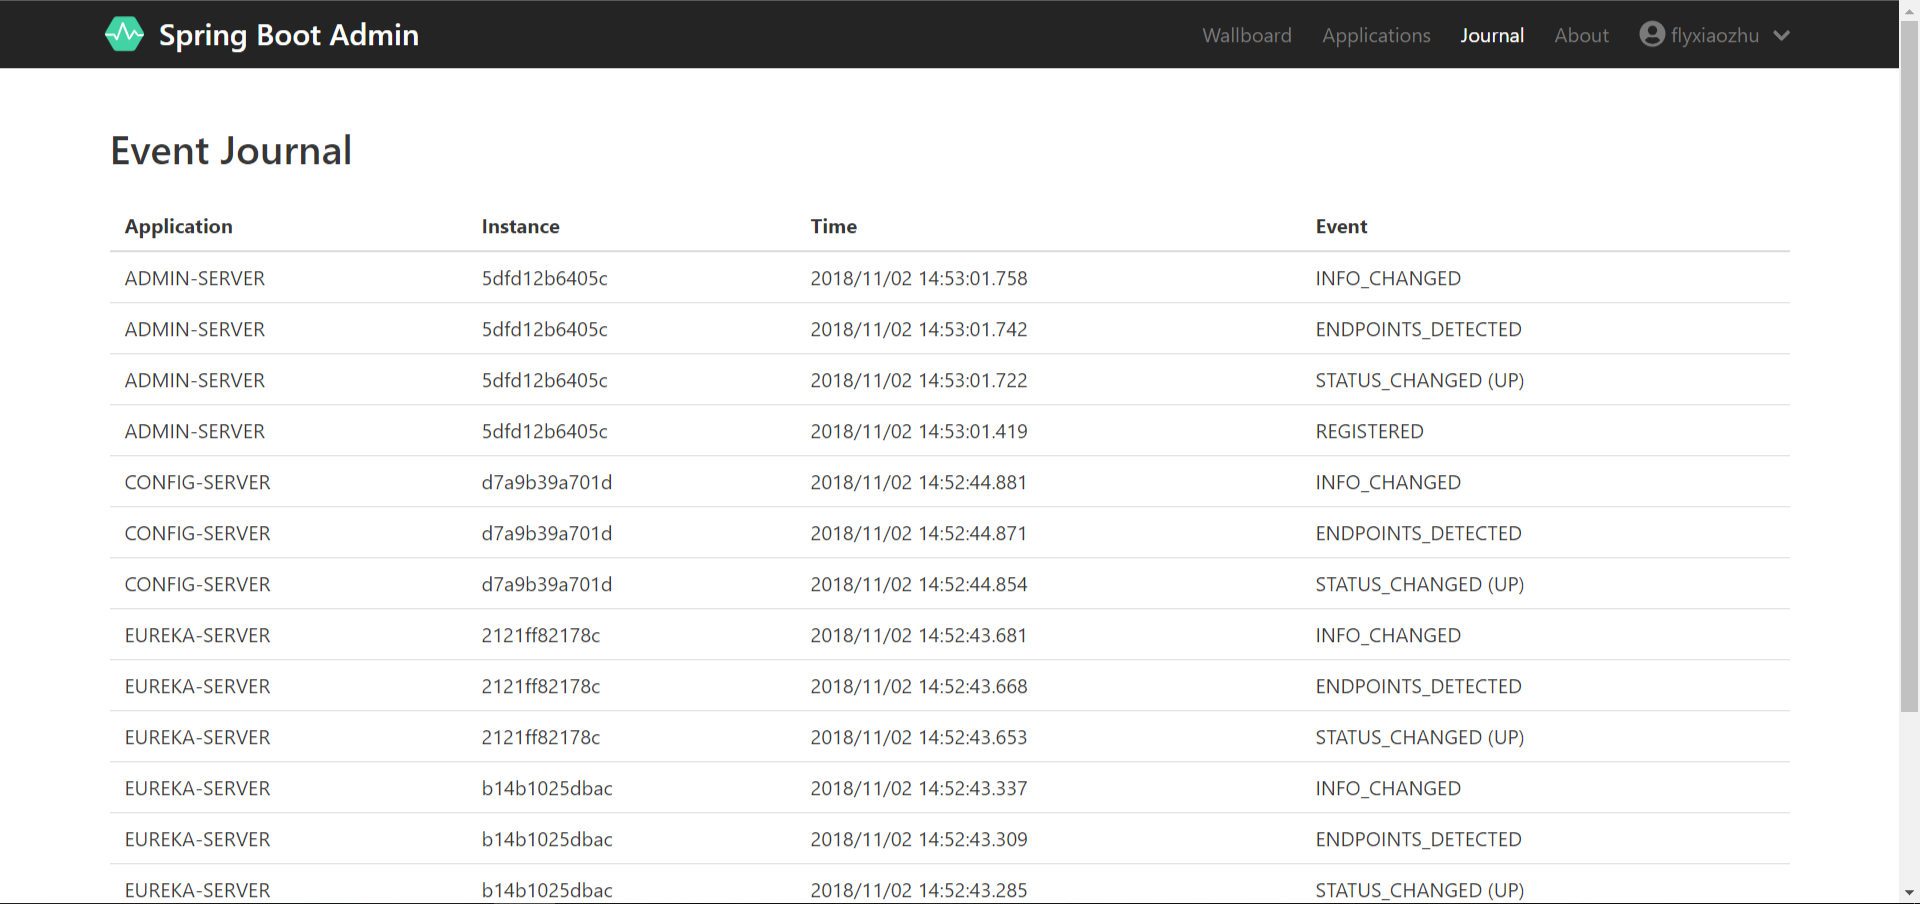 Spring Boot Admin Wallboard Applications Journal About flyxiaozhu
Event Journal
Application Instance Time Event
ADMIN-SERVER 5dfd12b6405c 2018/11/02 14:53:01.758 INFO_CHANGED
ADMIN-SERVER 5dfd12b6405c 2018/11/02 14:53:01.742 ENDPOINTS_DETECTED
ADMIN-SERVER 5dfd12b6405c 2018/11/02 14:53:01.722 STATUS_CHANGED (UP)
ADMIN-SERVER 5dfd12b6405c 2018/11/02 14:53:01.419 REGISTERED
CONFIG-SERVER d7a9b39a701d 2018/11/02 14:52:44.881 INFO_CHANGED
CONFIG-SERVER d7a9b39a701d 2018/11/02 14:52:44.871 ENDPOINTS_DETECTED
CONFIG-SERVER d7a9b39a701d 2018/11/02 14:52:44.854 STATUS_CHANGED (UP)
EUREKA-SERVER 2121ff82178c 2018/11/02 14:52:43.681 INFO_CHANGED
EUREKA-SERVER 2121ff82178c 2018/11/02 14:52:43.668 ENDPOINTS_DETECTED
EUREKA-SERVER 2121ff82178c 2018/11/02 14:52:43.653 STATUS_CHANGED (UP)
EUREKA-SERVER b14b1025dbac 2018/11/02 14:52:43.337 INFO_CHANGED
EUREKA-SERVER b14b1025dbac 2018/11/02 14:52:43.309 ENDPOINTS_DETECTED
EUREKA-SERVER b14b1025dbac 2018/11/02 14:52:43.285 STATUS_CHANGED (UP)